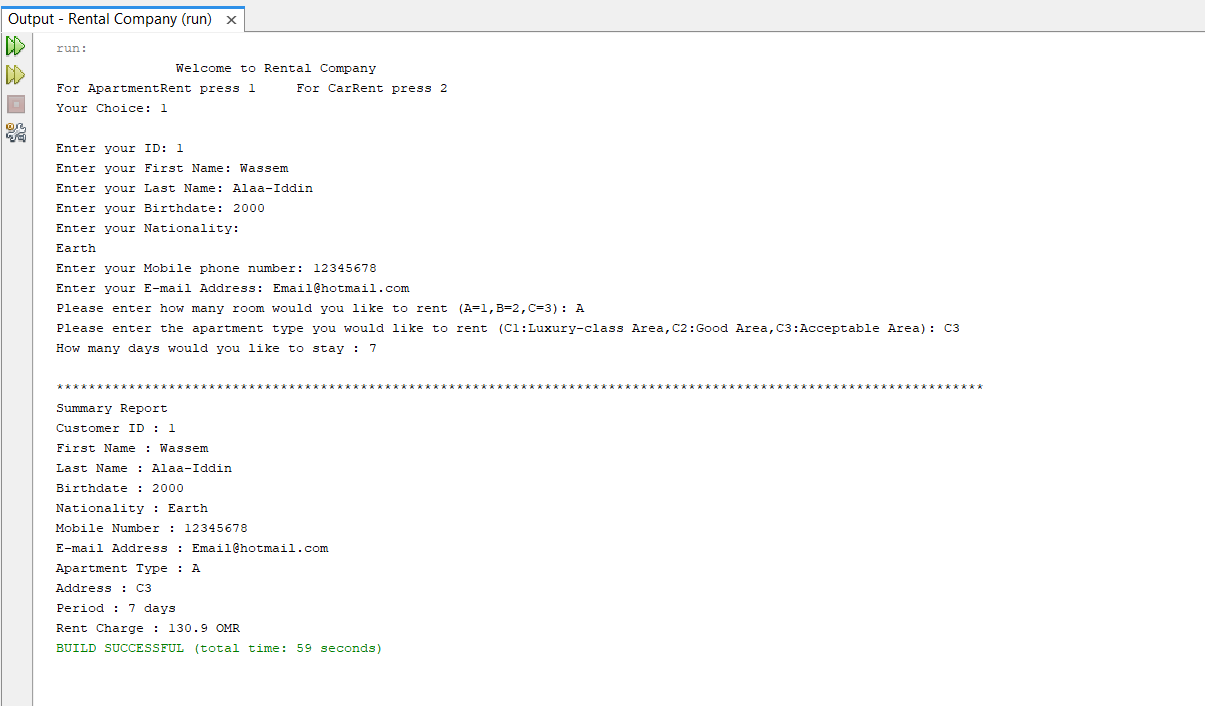 Output - Rental Company (run) ×
run:
Welcome to Rental Company
For ApartmentRent press 1     For CarRent press 2
Your Choice: 1
Enter your ID: 1
Enter your First Name: Wassem
Enter your Last Name: Alaa-Iddin
Enter your Birthdate: 2000
Enter your Nationality:
Earth
Enter your Mobile phone number: 12345678
Enter your E-mail Address: Email@hotmail.com
Please enter how many room would you like to rent (A=1,B=2,C=3): A
Please enter the apartment type you would like to rent (C1:Luxury-class Area,C2:Good Area,C3:Acceptable Area): C3
How many days would you like to stay : 7
********************************************************************************************************************
Summary Report
Customer ID : 1
First Name : Wassem
Last Name : Alaa-Iddin
Birthdate : 2000
Nationality : Earth
Mobile Number : 12345678
E-mail Address : Email@hotmail.com
Apartment Type : A
Address : C3
Period : 7 days
Rent Charge : 130.9 OMR
BUILD SUCCESSFUL (total time: 59 seconds)